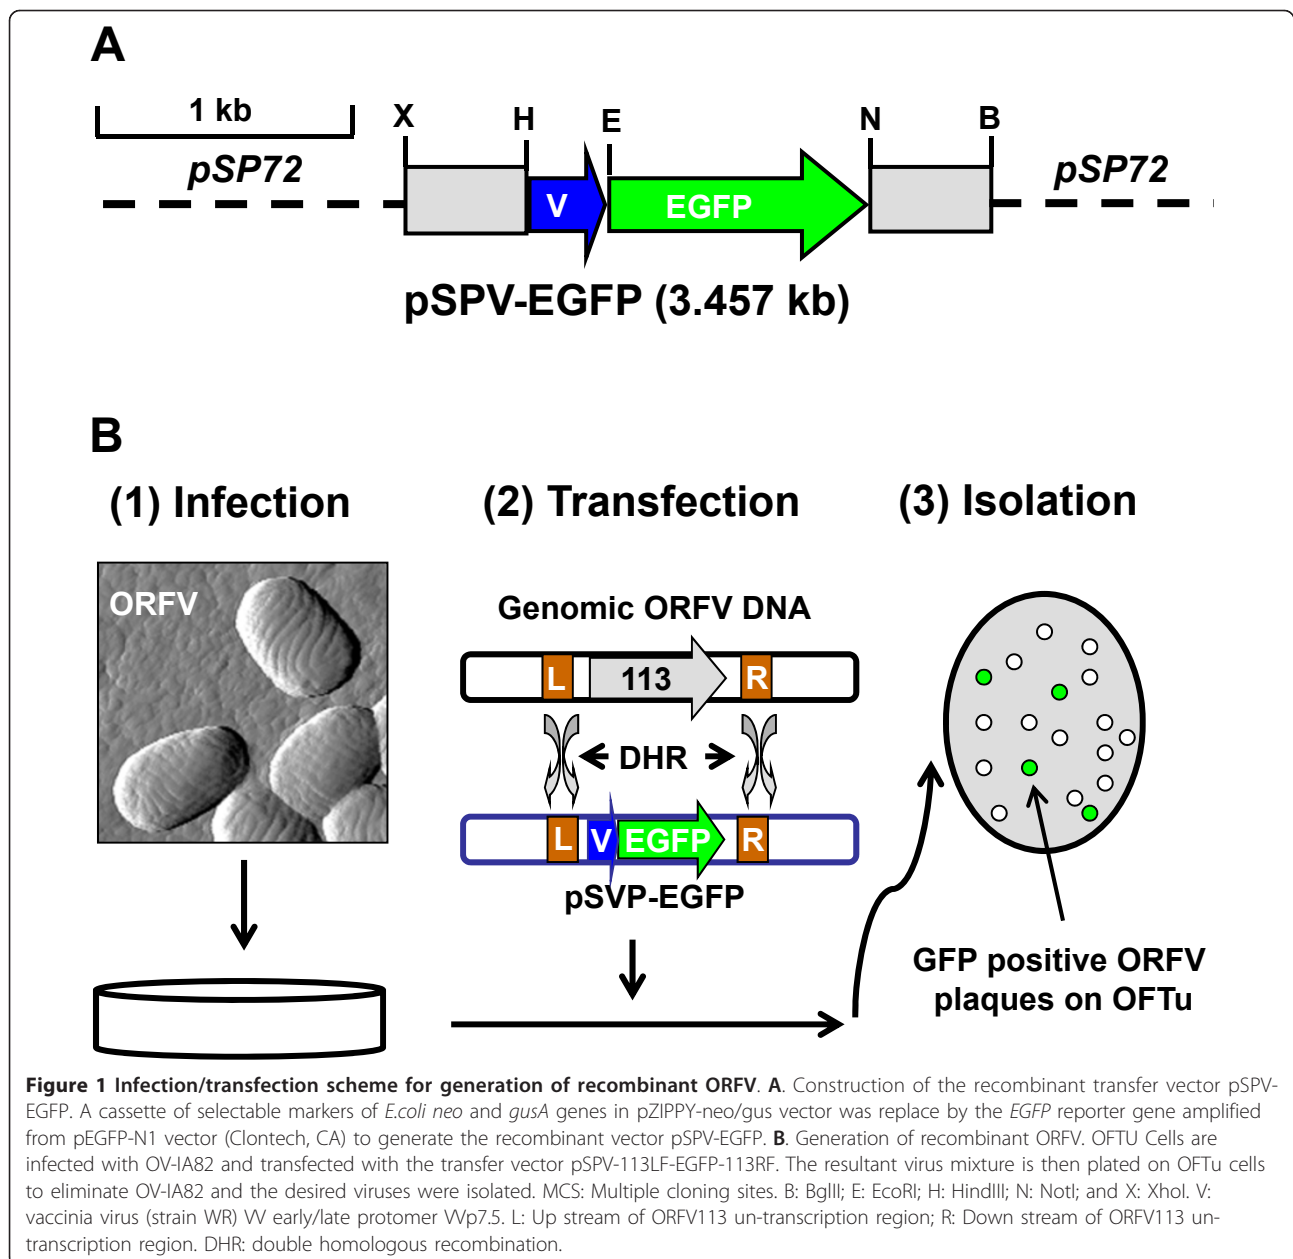 A
1 kb
X
H
E
N
B
pSP72
pSP72
V
EGFP
pSPV-EGFP (3.457 kb)
B
(1) Infection
(2) Transfection
(3) Isolation
ORFV
Genomic ORFV DNA
L
113
R
DHR
L
V
EGFP
R
pSVP-EGFP
GFP positive ORFV
plaques on OFTu
Figure 1 Infection/transfection scheme for generation of recombinant ORFV. A. Construction of the recombinant transfer vector pSPV-
EGFP. A cassette of selectable markers of E.coli neo and gusA genes in pZIPPY-neo/gus vector was replace by the EGFP reporter gene amplified
from pEGFP-N1 vector (Clontech, CA) to generate the recombinant vector pSPV-EGFP. B. Generation of recombinant ORFV. OFTU Cells are
infected with OV-IA82 and transfected with the transfer vector pSPV-113LF-EGFP-113RF. The resultant virus mixture is then plated on OFTu cells
to eliminate OV-IA82 and the desired viruses were isolated. MCS: Multiple cloning sites. B: BglII; E: EcoRI; H: HindIII; N: NotI; and X: XhoI. V:
vaccinia virus (strain WR) VV early/late protomer VVp7.5. L: Up stream of ORFV113 un-transcription region; R: Down stream of ORFV113 un-
transcription region. DHR: double homologous recombination.